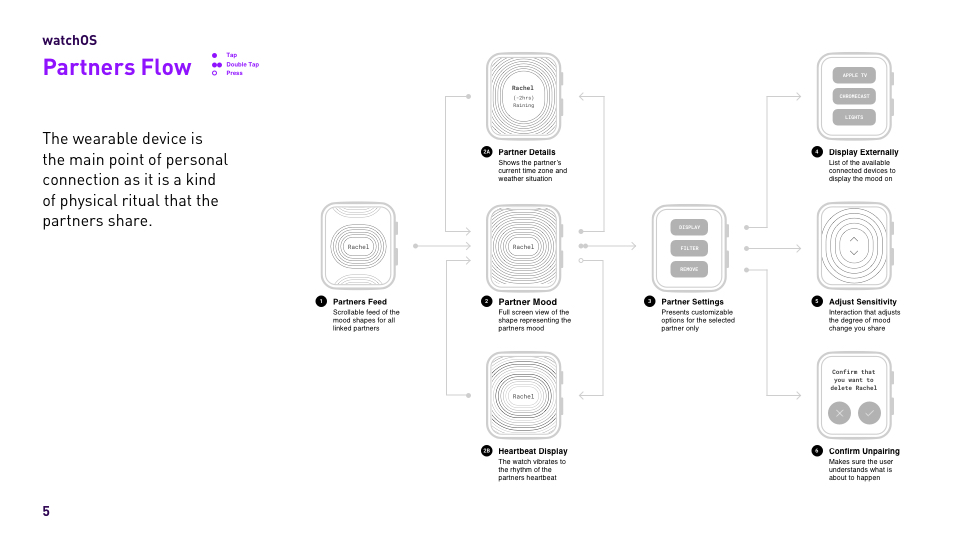 watchOS
Partners Flow
Tap
Double Tap
Press
The wearable device is
the main point of personal
connection as it is a kind
of physical ritual that the
partners share.
Rachel
(-2hrs)
Raining
2A Partner Details
Shows the partner's
current time zone and
weather situation
APPLE TV
CHROMECAST
LIGHTS
4 Display Externally
List of the available
connected devices to
display the mood on
Rachel
1 Partners Feed
Scrollable feed of the
mood shapes for all
linked partners
Rachel
2 Partner Mood
Full screen view of the
shape representing the
partners mood
DISPLAY
FILTER
REMOVE
3 Partner Settings
Presents customizable
options for the selected
partner only
5 Adjust Sensitivity
Interaction that adjusts
the degree of mood
change you share
Rachel
2B Heartbeat Display
The watch vibrates to
the rhythm of the
partners heartbeat
Confirm that
you want to
delete Rachel
6 Confirm Unpairing
Makes sure the user
understands what is
about to happen
5